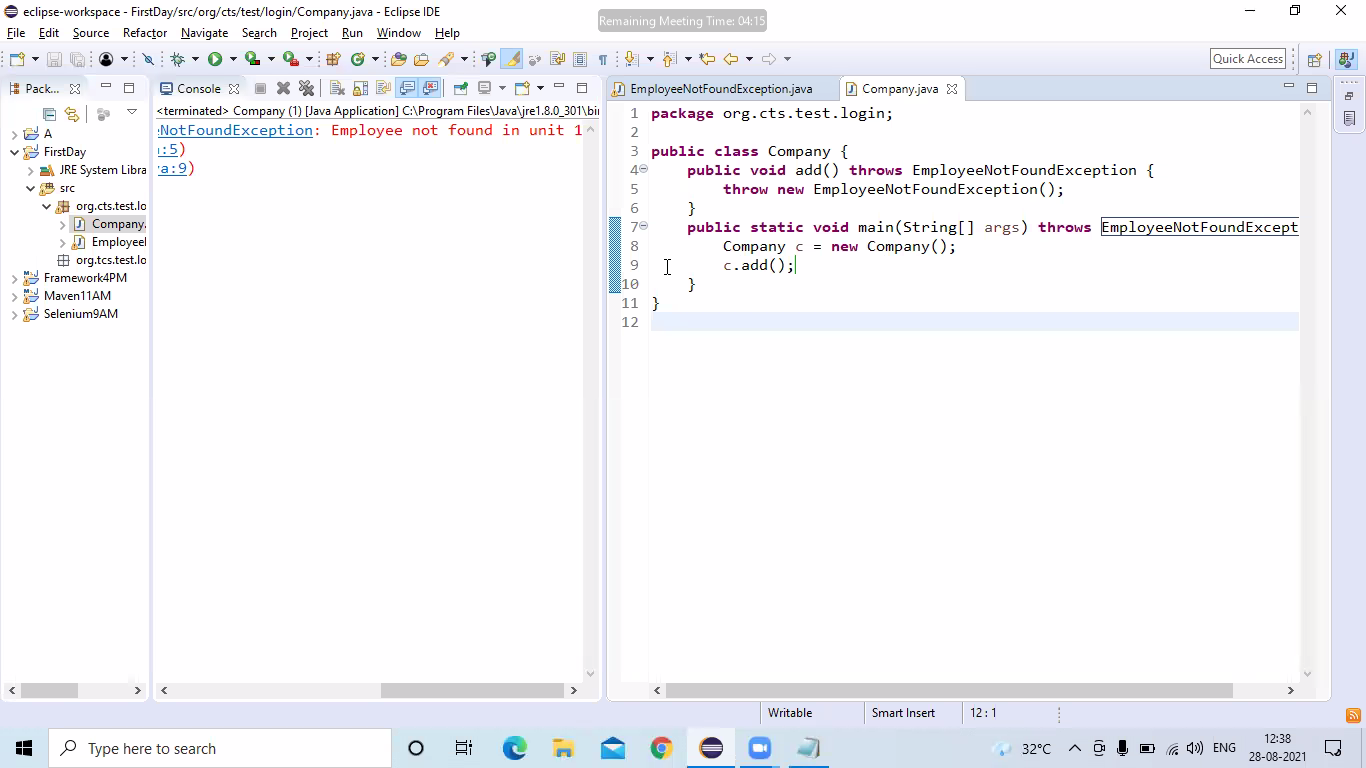 eclipse-workspace - FirstDay/src/org/cts/test/login/Company.java - Eclipse IDE
Remaining Meeting Time: 04:15
File Edit Source Refactor Navigate Search Project Run Window Help
Quick Access
Pack...
A
FirstDay
JRE System Libra
src
org.cts.test.lo
Company.
Employeel
org.tcs.test.lo
Framework4PM
Maven11AM
Selenium9AM
Console
<terminated> Company (1) [Java Application] C:\Program Files\Java\jre1.8.0_301\bin
NotFoundException: Employee not found in unit 1
a:5)
va:9)
EmployeeNotFoundException.java
Company.java
1 package org.cts.test.login;
2
3 public class Company {
4 public void add() throws EmployeeNotFoundException {
5 throw new EmployeeNotFoundException();
6 }
7 public static void main(String[] args) throws EmployeeNotFoundExcept
8 Company c = new Company();
9 c.add();
10 }
11 }
12
Writable
Smart Insert
12 : 1
Type here to search
32°C
ENG
12:38
28-08-2021